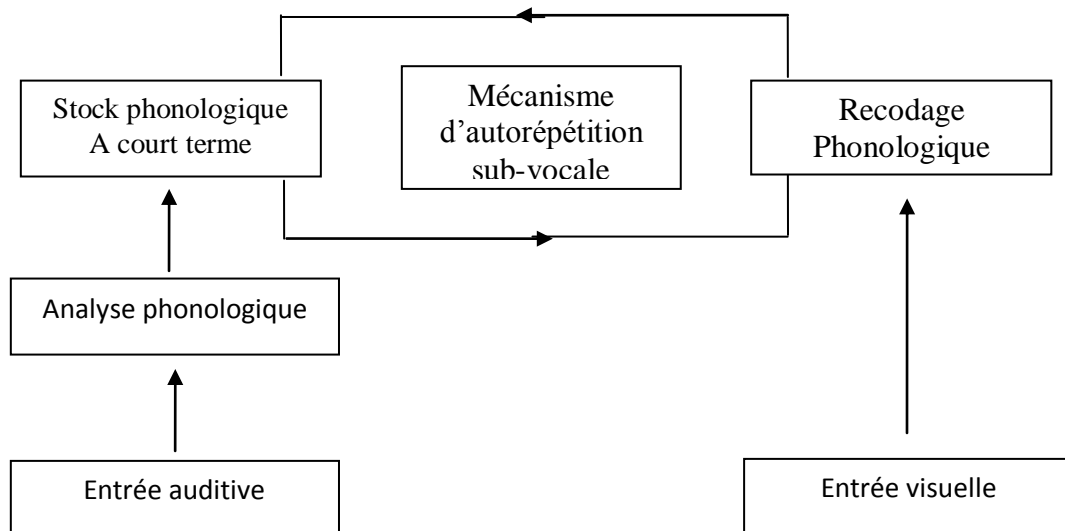 Stock phonologique
A court terme
Mécanisme
d'autorépétition
sub-vocale
Recodage
Phonologique
Analyse phonologique
Entrée auditive
Entrée visuelle